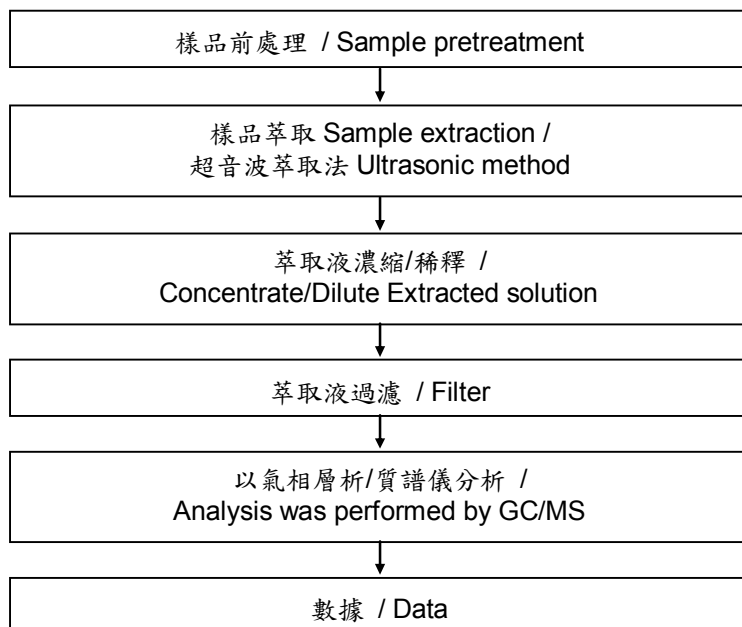 樣品前處理 / Sample pretreatment
樣品萃取 Sample extraction /
超音波萃取法 Ultrasonic method
萃取液濃縮/稀釋 /
Concentrate/Dilute Extracted solution
萃取液過濾 / Filter
以氣相層析/質譜儀分析 /
Analysis was performed by GC/MS
數據 / Data